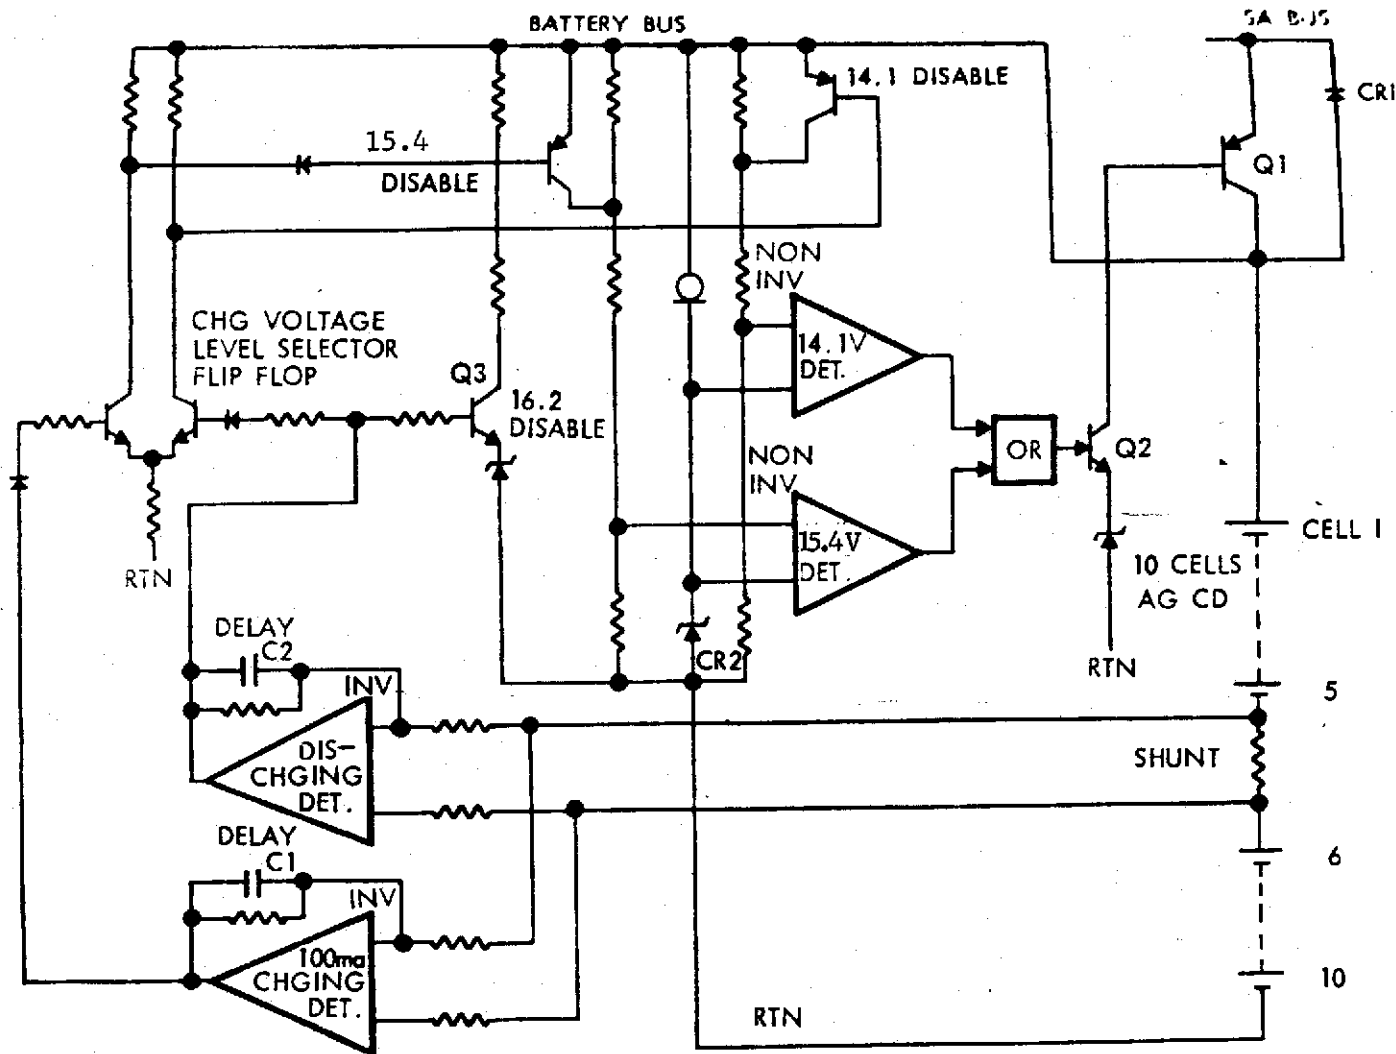 BATTERY BUS
SA BUS
CR1
14.1 DISABLE
15.4
DISABLE
Q1
NON
INV
CHG VOLTAGE
LEVEL SELECTOR
FLIP FLOP
14.1V
DET.
Q3
16.2
DISABLE
OR
Q2
NON
INV
CELL 1
15.4V
DET.
10 CELLS
AG CD
RTN
DELAY
C2
CR2
RTN
INV
5
DIS-
CHGING
DET.
SHUNT
DELAY
C1
6
INV
100ma
CHGING
DET.
10
RTN